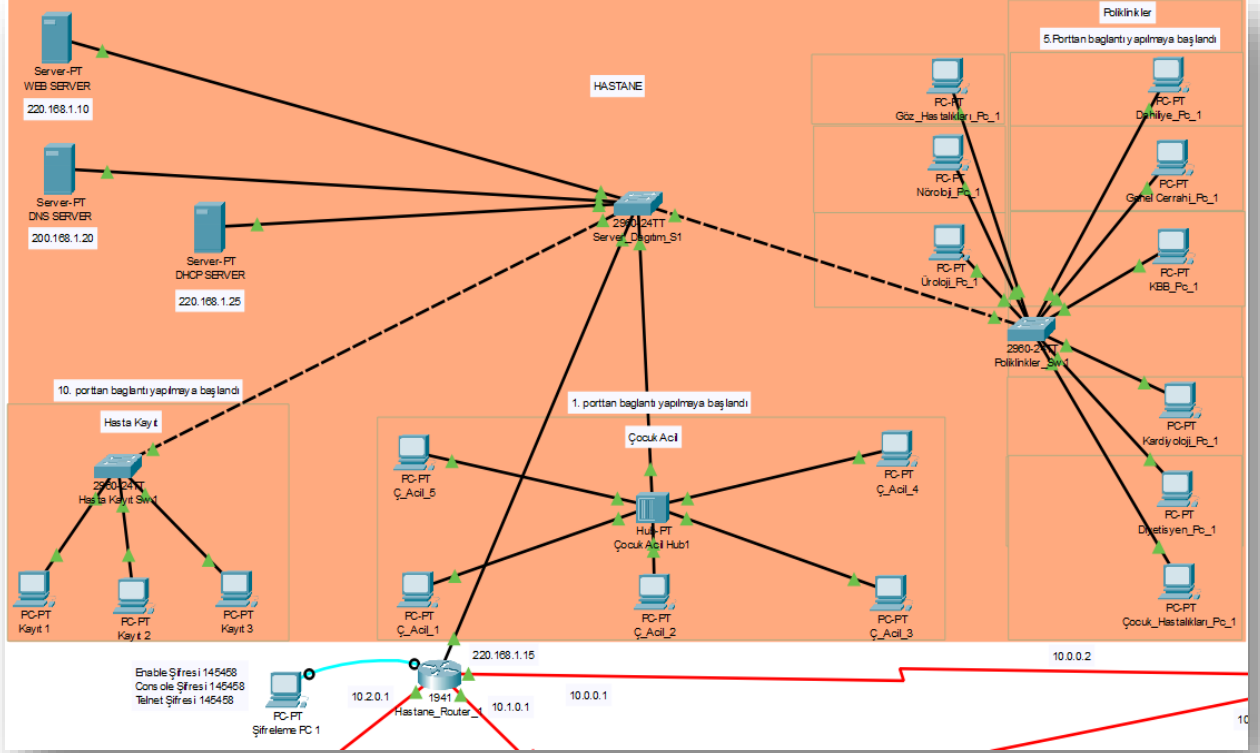 Server-PT
WEB SERVER
220.168.1.10
Server-PT
DNS SERVER
200.168.1.20
Server-PT
DHCP SERVER
220.168.1.25
HASTANE
2960-24TT
Server_Dagıtım_S1
Poliklinkler
5.Porttan baglantı yapılmaya başlandı
PC-PT
Göz_Hastalıkları_Pc_1
PC-PT
Nöroloji_Pc_1
PC-PT
Üroloji_Pc_1
PC-PT
Dahiliye_Pc_1
PC-PT
Genel Cerrahi_Pc_1
PC-PT
KBB_Pc_1
2960-24TT
Poliklinkler_Sw1
PC-PT
Kardiyoloji_Pc_1
PC-PT
Diyetisyen_Pc_1
PC-PT
Çocuk_Hastalıkları_Pc_1
10. porttan baglantı yapılmaya başlandı
Hasta Kayıt
2960-24TT
Hasta Kayıt Sw1
PC-PT
Kayıt 1
PC-PT
Kayıt 2
PC-PT
Kayıt 3
1. porttan baglantı yapılmaya başlandı
Çocuk Acil
PC-PT
Ç_Acil_5
PC-PT
Ç_Acil_4
Hub-PT
Çocuk Acil Hub1
PC-PT
Ç_Acil_1
PC-PT
Ç_Acil_2
PC-PT
Ç_Acil_3
220.168.1.15
10.0.0.2
Enable Şifresi 145458
Console Şifresi 145458
Telnet Şifresi 145458
PC-PT
Şifreleme PC 1
10.2.0.1
1941
Hastane_Router_1
10.1.0.1
10.0.0.1
10